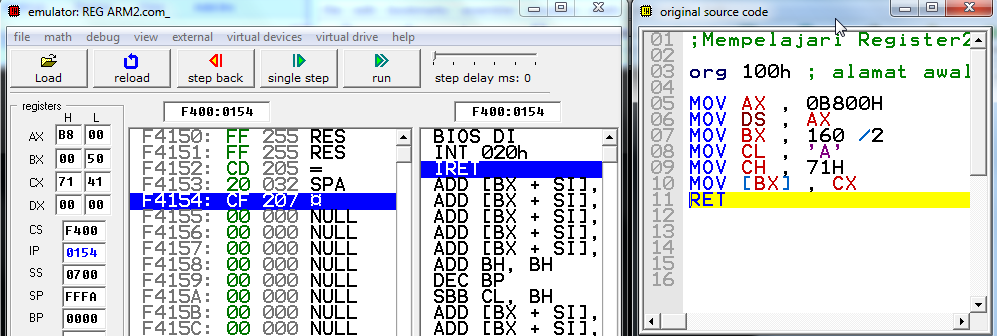 emulator: REG ARM2.com_
file math debug view external virtual devices virtual drive help
Load reload step back single step run step delay ms: 0
registers
H L
AX B8 00
BX 00 50
CX 71 41
DX 00 00
CS F400
IP 0154
SS 0700
SP FFFA
BP 0000
F400:0154
F4150: FF 255 RES
F4151: FF 255 RES
F4152: CD 205 =
F4153: 20 032 SPA
F4154: CF 207 ¤
F4155: 00 000 NULL
F4156: 00 000 NULL
F4157: 00 000 NULL
F4158: 00 000 NULL
F4159: 00 000 NULL
F415A: 00 000 NULL
F415B: 00 000 NULL
F415C: 00 000 NULL
F400:0154
BIOS DI
INT 020h
IRET
ADD [BX + SI],
ADD [BX + SI],
ADD [BX + SI],
ADD [BX + SI],
ADD [BX + SI],
ADD BH, BH
DEC BP
SBB CL, BH
ADD [BX + SI],
ADD [BX + SI],
original source code
01 ;Mempelajari Register2
02
03 org 100h ; alamat awal
04
05 MOV AX , 0B800H
06 MOV DS , AX
07 MOV BX , 160 /2
08 MOV CL , 'A'
09 MOV CH , 71H
10 MOV [BX] , CX
11 RET
12
13
14
15
16